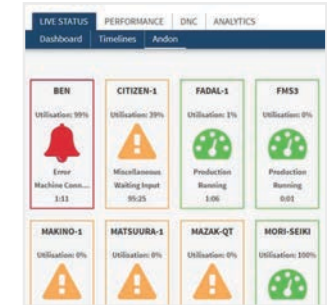 LIVE STATUS PERFORMANCE DNC ANALYTICS
Dashboard Timelines Andon
BEN CITIZEN-1 FADAL-1 FMS3
Utilisation: 99% Utilisation: 39% Utilisation: 1% Utilisation: 0%
Error Miscellaneous Production Production
Machine Conn... Waiting Input Running Running
1:11 95:25 1:06 0:01
MAKINO-1 MATSUURA-1 MAZAK-QT MORI-SEIKI
Utilisation: 0% Utilisation: 0% Utilisation: 0% Utilisation: 100%